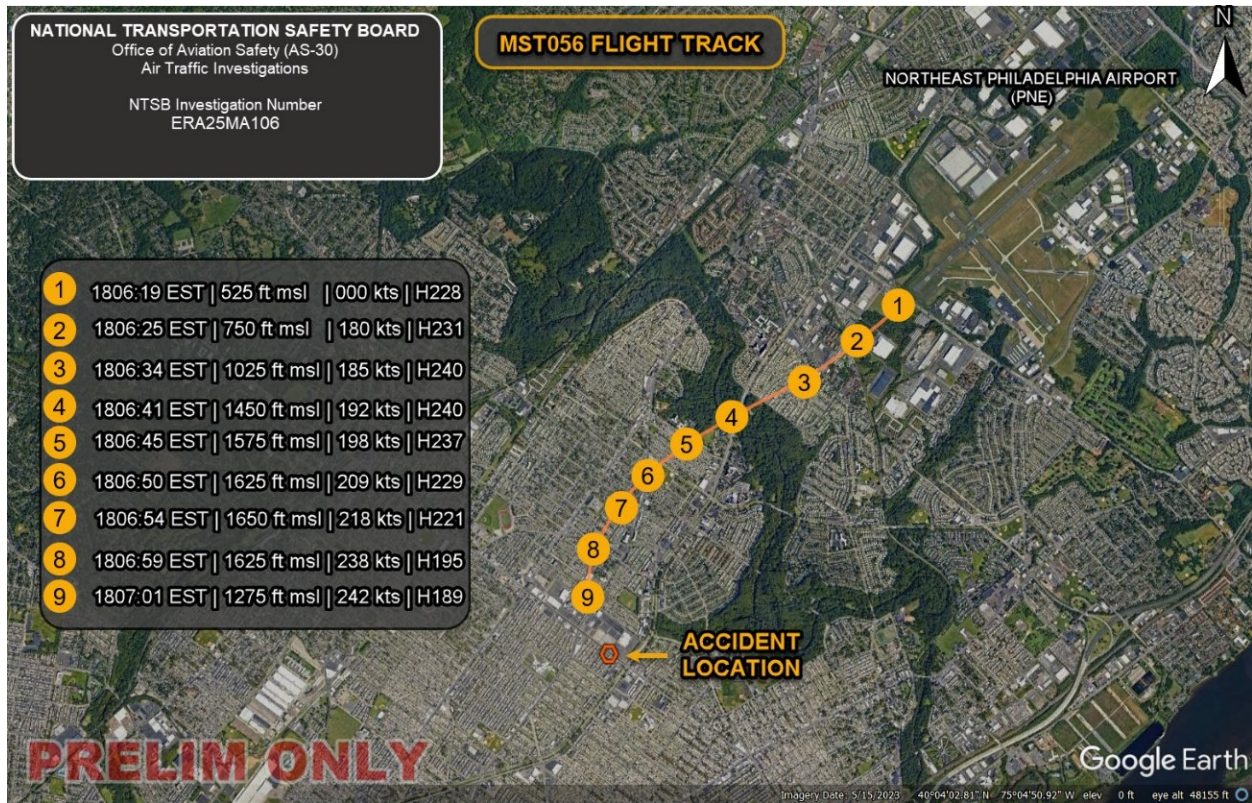 NATIONAL TRANSPORTATION SAFETY BOARD
Office of Aviation Safety (AS-30)
Air Traffic Investigations
NTSB Investigation Number
ERA25MA106
MST056 FLIGHT TRACK
N
NORTHEAST PHILADELPHIA AIRPORT
(PNE)
1 1806:19 EST | 525 ft msl | 000 kts | H228
2 1806:25 EST | 750 ft msl | 180 kts | H231
3 1806:34 EST | 1025 ft msl | 185 kts | H240
4 1806:41 EST | 1450 ft msl | 192 kts | H240
5 1806:45 EST | 1575 ft msl | 198 kts | H237
6 1806:50 EST | 1625 ft msl | 209 kts | H229
7 1806:54 EST | 1650 ft msl | 218 kts | H221
8 1806:59 EST | 1625 ft msl | 238 kts | H195
9 1807:01 EST | 1275 ft msl | 242 kts | H189
1
2
3
4
5
6
7
8
9
ACCIDENT
LOCATION
PRELIM ONLY
Google Earth
Imagery Date: 5/15/2023 40°04'02.81" N 75°04'50.92" W elev 0 ft eye alt 48155 ft